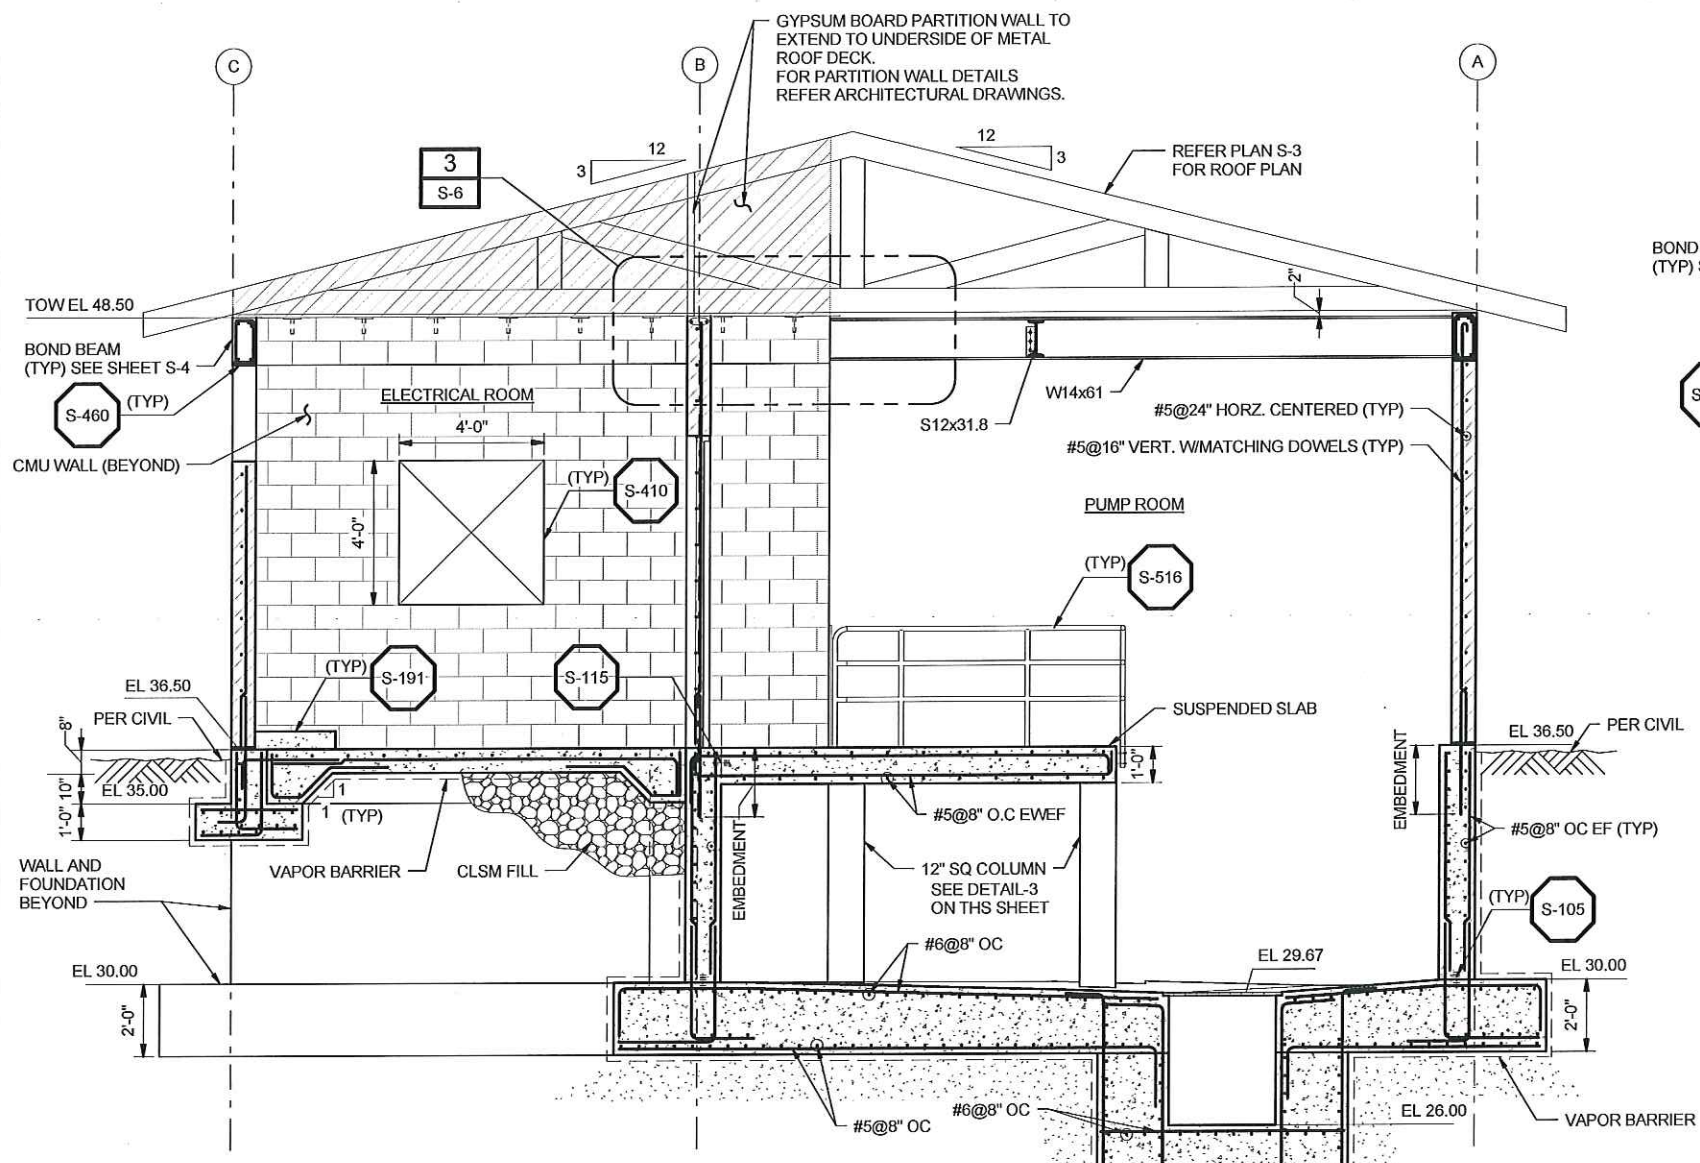 GYPSUM BOARD PARTITION WALL TO
EXTEND TO UNDERSIDE OF METAL
ROOF DECK.
FOR PARTITION WALL DETAILS
REFER ARCHITECTURAL DRAWINGS.
C
B
A
12
3
12
3
REFER PLAN S-3
FOR ROOF PLAN
3
S-6
BOND
(TYP)
TOW EL 48.50
2"
BOND BEAM
(TYP) SEE SHEET S-4
S-460
(TYP)
ELECTRICAL ROOM
4'-0"
W14x61
S12x31.8
#5@24" HORZ. CENTERED (TYP)
#5@16" VERT. W/MATCHING DOWELS (TYP)
CMU WALL (BEYOND)
(TYP)
S-410
4'-0"
PUMP ROOM
(TYP)
S-516
(TYP)
S-191
S-115
EL 36.50
PER CIVIL
8"
SUSPENDED SLAB
EL 36.50
PER CIVIL
EL 35.00
10"
1'-0"
1
1
(TYP)
1'-0"
EMBEDMENT
#5@8" O.C EWEF
#5@8" OC EF (TYP)
VAPOR BARRIER
CLSM FILL
EMBEDMENT
12" SQ COLUMN
SEE DETAIL-3
ON THS SHEET
WALL AND
FOUNDATION
BEYOND
(TYP)
S-105
#6@8" OC
EL 29.67
EL 30.00
EL 30.00
2'-0"
2'-0"
#5@8" OC
#6@8" OC
EL 26.00
VAPOR BARRIER